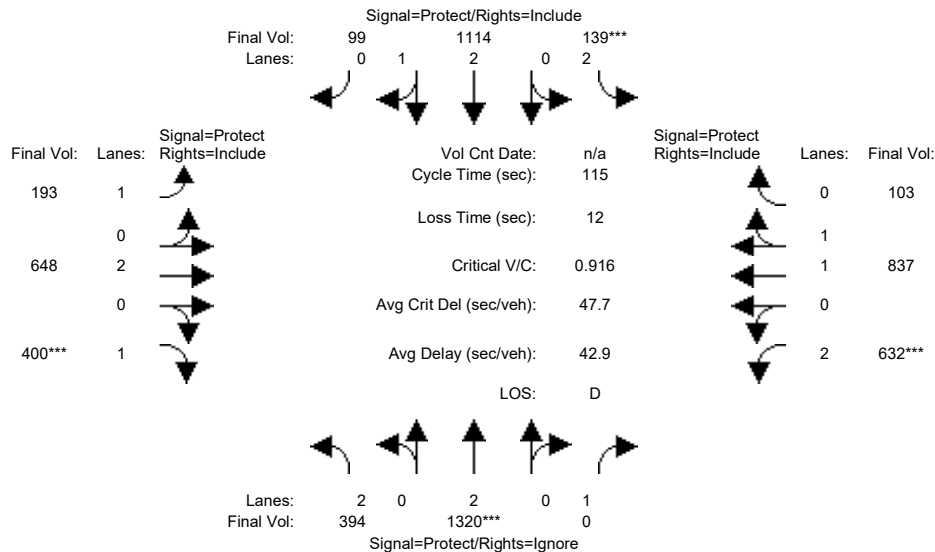 Signal=Protect/Rights=Include
Final Vol: 99 1114 139***
Lanes: 0 1 2 0 2
Signal=Protect
Final Vol: Lanes: Rights=Include
Vol Cnt Date: n/a
Signal=Protect
Rights=Include Lanes: Final Vol:
Cycle Time (sec): 115
193 1
0 103
Loss Time (sec): 12
0
1
648 2
Critical V/C: 0.916
1 837
0
Avg Crit Del (sec/veh): 47.7
0
400*** 1
Avg Delay (sec/veh): 42.9
2 632***
LOS: D
Lanes: 2 0 2 0 1
Final Vol: 394 1320*** 0
Signal=Protect/Rights=Ignore